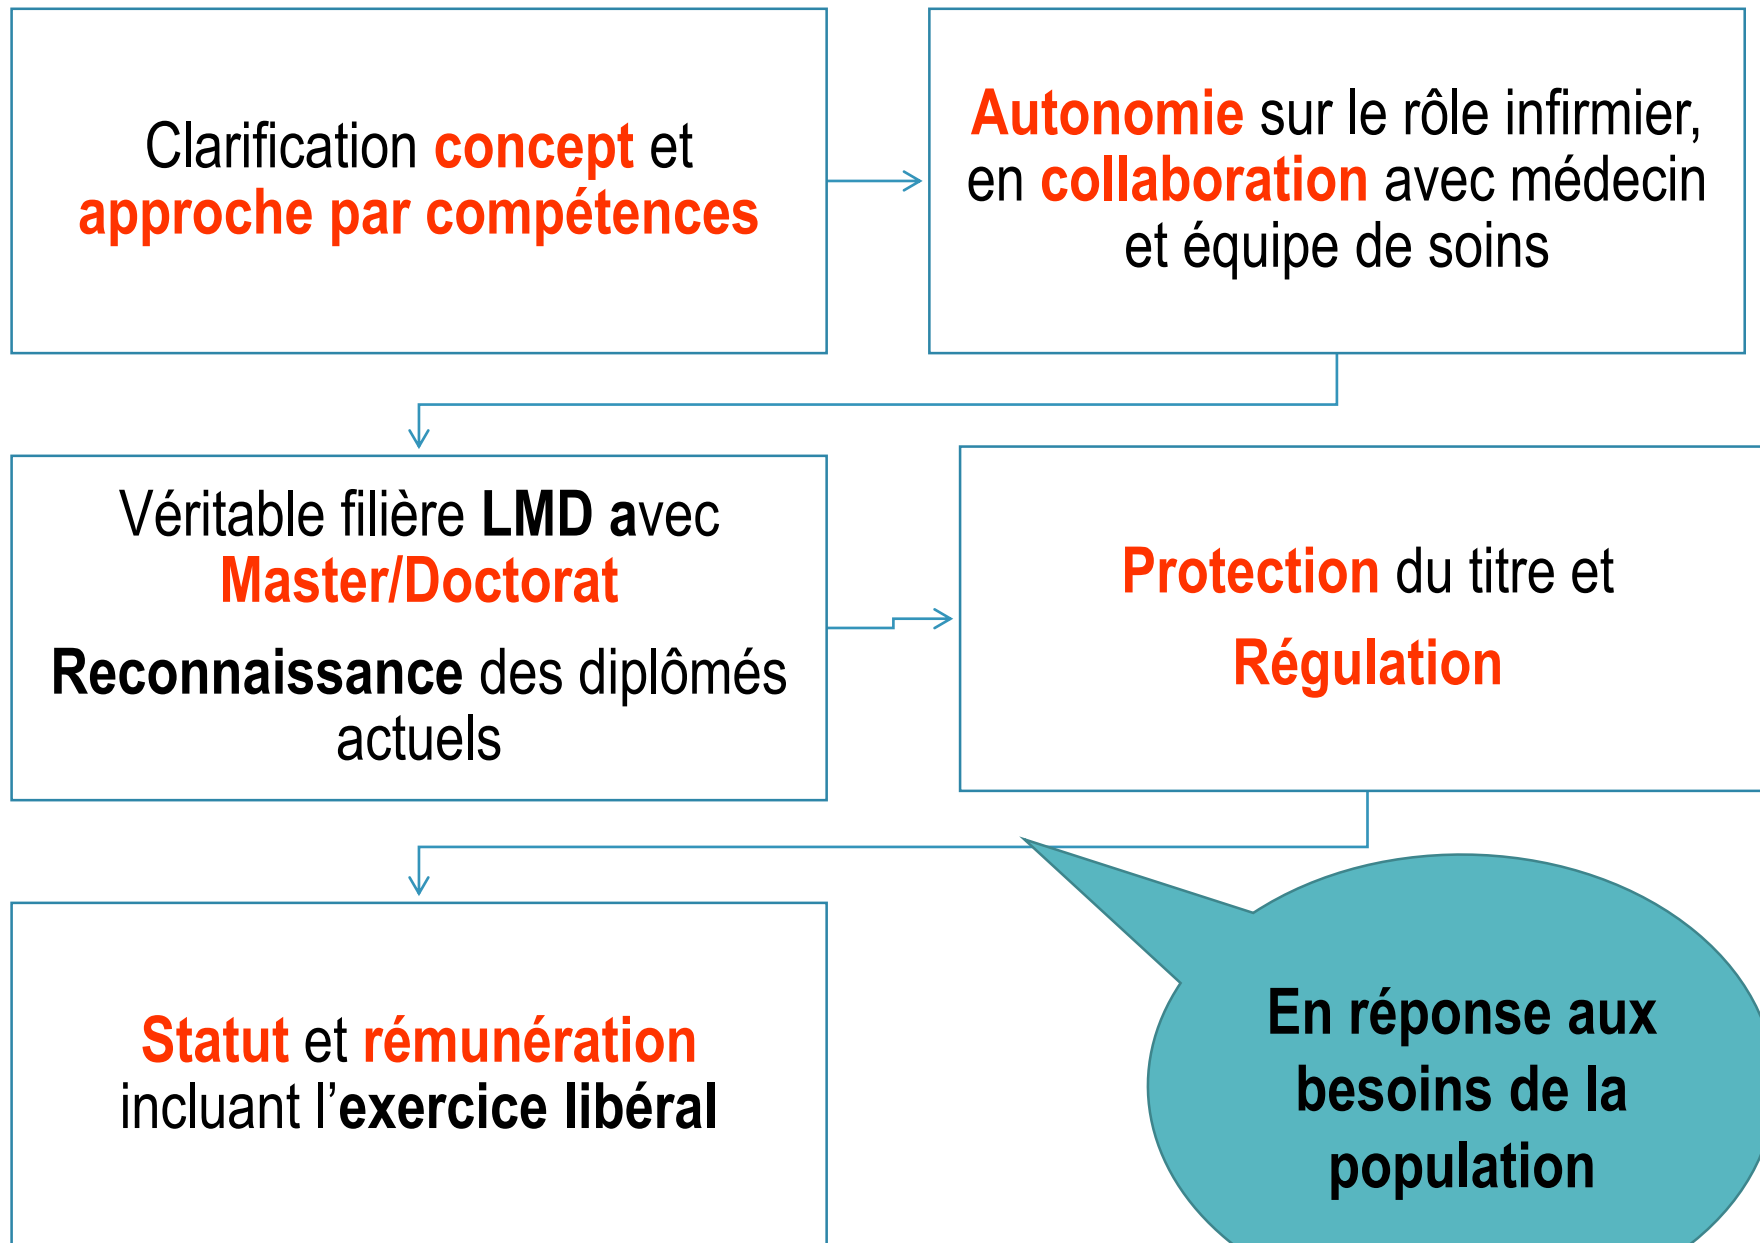 Clarification concept et
approche par compétences
Autonomie sur le rôle infirmier,
en collaboration avec médecin
et équipe de soins
Véritable filière LMD avec
Master/Doctorat
Reconnaissance des diplômés
actuels
Protection du titre et
Régulation
Statut et rémunération
incluant l’exercice libéral
En réponse aux
besoins de la
population